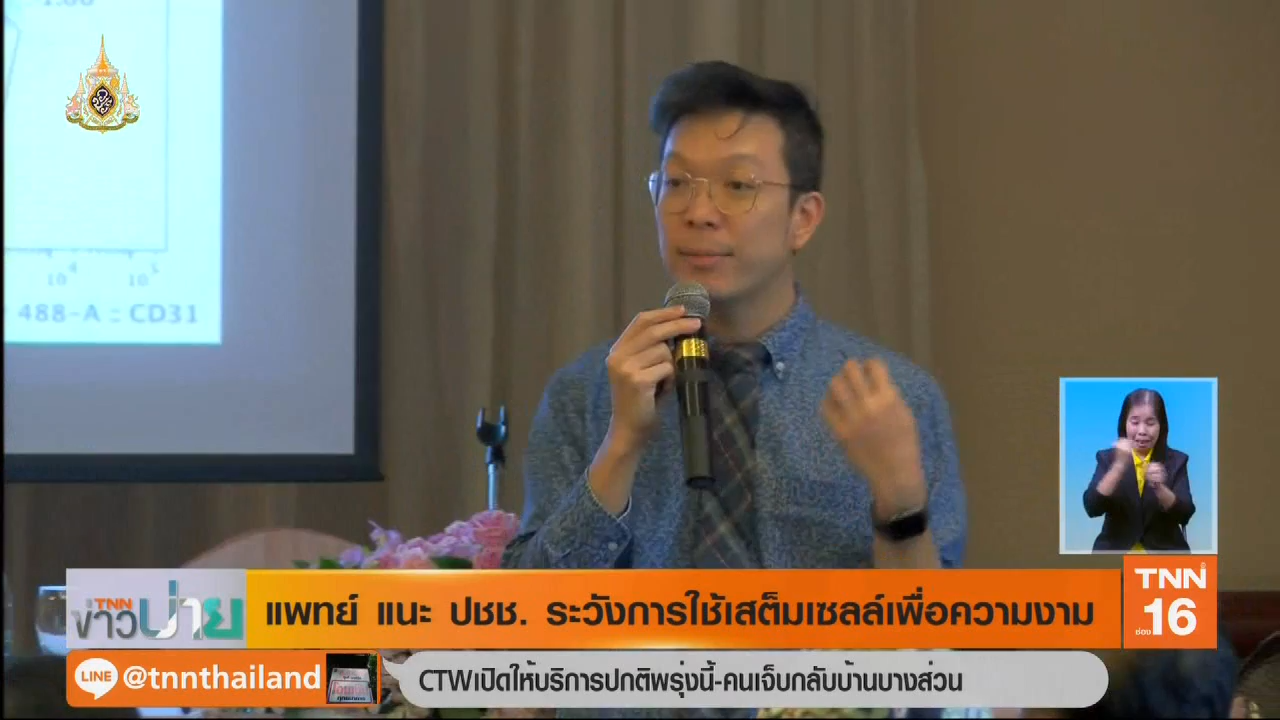 10⁴ 10⁵
488-A :: CD31
TNN
ข่าวบ่าย
แพทย์ แนะ ปชช. ระวังการใช้เสต็มเซลล์เพื่อความงาม
TNN
ช่อง 16
LINE @tnnthailand
CTWเปิดให้บริการปกติพรุ่งนี้-คนเจ็บกลับบ้านบางส่วน